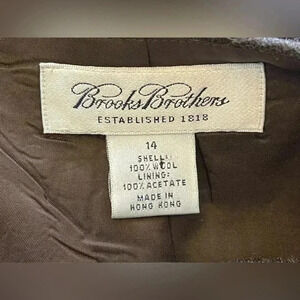 Brooks Brothers
ESTABLISHED 1818
14
SHELL:
100% WOOL
LINING:
100% ACETATE
MADE IN
HONG KONG